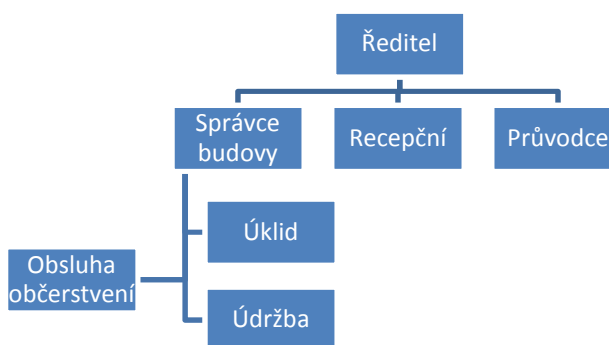 Ředitel
Správce
budovy
Recepční
Průvodce
Úklid
Obsluha
občerstvení
Údržba